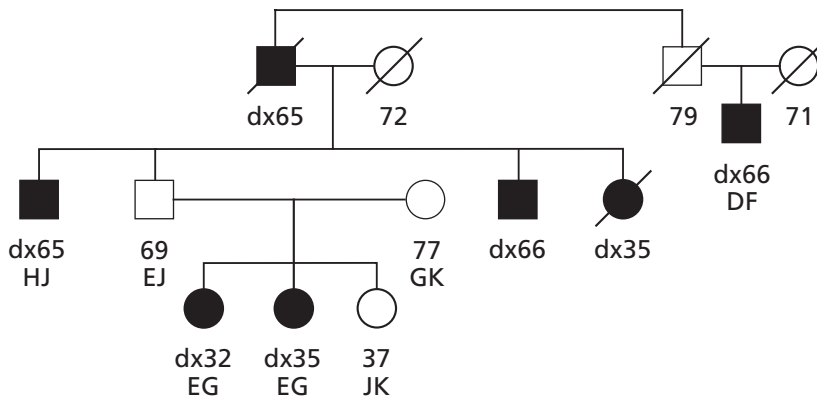 dx65 72 79 71
dx66
DF
dx65 69 77 dx66 dx35
HJ EJ GK
dx32 dx35 37
EG EG JK